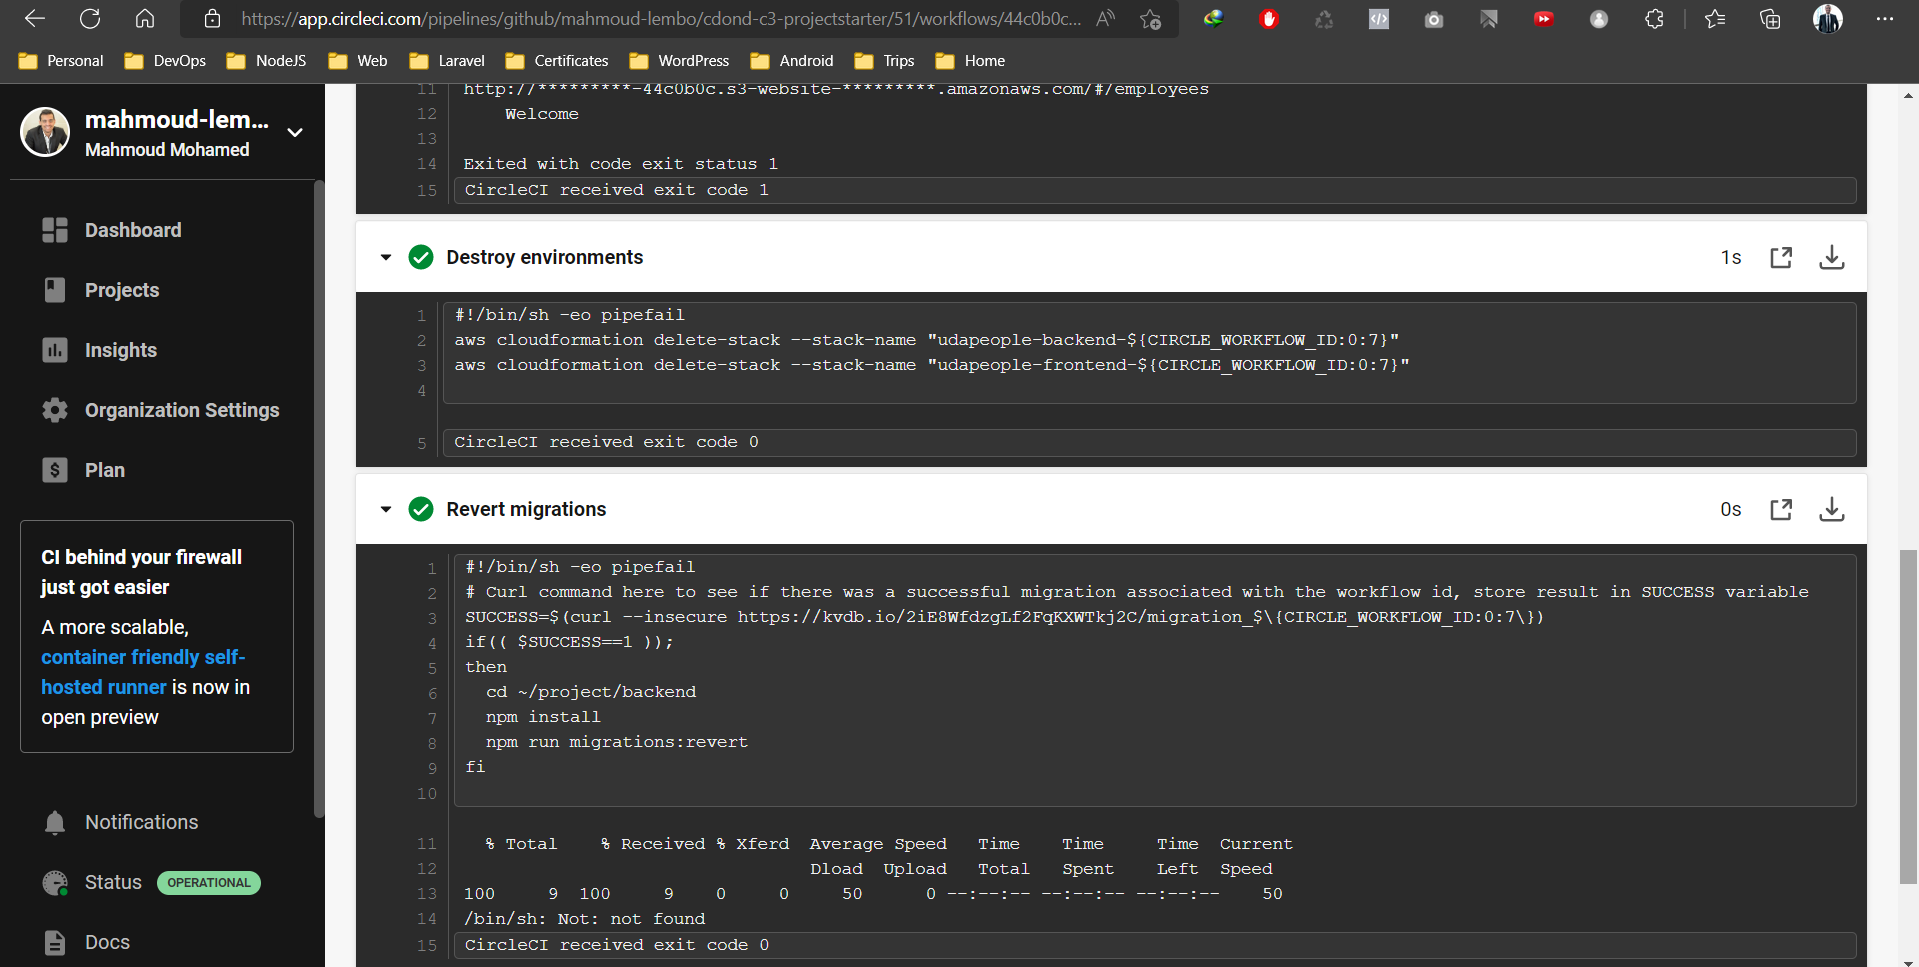 https://app.circleci.com/pipelines/github/mahmoud-lembo/cdond-c3-projectstarter/51/workflows/44c0b0c...
Personal DevOps NodeJS Web Laravel Certificates WordPress Android Trips Home
mahmoud-lem...
Mahmoud Mohamed
Dashboard
Projects
Insights
Organization Settings
Plan
CI behind your firewall
just got easier
A more scalable,
container friendly self-
hosted runner is now in
open preview
Notifications
Status OPERATIONAL
Docs
11 http://*********-44c0b0c.s3-website-*********.amazonaws.com/#/employees
12 Welcome
13
14 Exited with code exit status 1
15 CircleCI received exit code 1
Destroy environments 1s
1 #!/bin/sh -eo pipefail
2 aws cloudformation delete-stack --stack-name "udapeople-backend-${CIRCLE_WORKFLOW_ID:0:7}"
3 aws cloudformation delete-stack --stack-name "udapeople-frontend-${CIRCLE_WORKFLOW_ID:0:7}"
4
5 CircleCI received exit code 0
Revert migrations 0s
1 #!/bin/sh -eo pipefail
2 # Curl command here to see if there was a successful migration associated with the workflow id, store result in SUCCESS variable
3 SUCCESS=$(curl --insecure https://kvdb.io/2iE8WfdzgLf2FqKXWTkj2C/migration_$\{CIRCLE_WORKFLOW_ID:0:7\})
4 if(( $SUCCESS==1 ));
5 then
6 cd ~/project/backend
7 npm install
8 npm run migrations:revert
9 fi
10
11 % Total % Received % Xferd Average Speed Time Time Time Current
12 Dload Upload Total Spent Left Speed
13 100 9 100 9 0 0 50 0 --:--:-- --:--:-- --:--:-- 50
14 /bin/sh: Not: not found
15 CircleCI received exit code 0